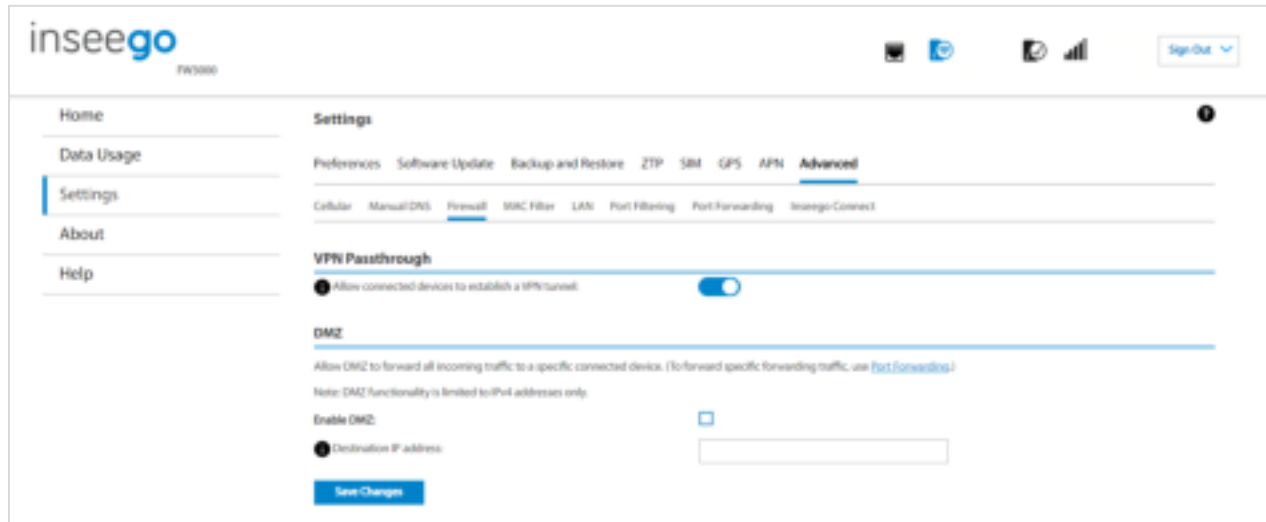 inseego
FW5000
Sign Out
Home
Data Usage
Settings
About
Help
Settings
Preferences Software Update Backup and Restore ZTP SIM GPS APN Advanced
Cellular Manual DNS Firewall MAC Filter LAN Port Filtering Port Forwarding Inseego Connect
VPN Passthrough
Allow connected devices to establish a VPN tunnel:
DMZ
Allow DMZ to forward all incoming traffic to a specific connected device. (To forward specific forwarding traffic, use Port Forwarding.)
Note: DMZ functionality is limited to IPv4 addresses only.
Enable DMZ:
Destination IP address:
Save Changes